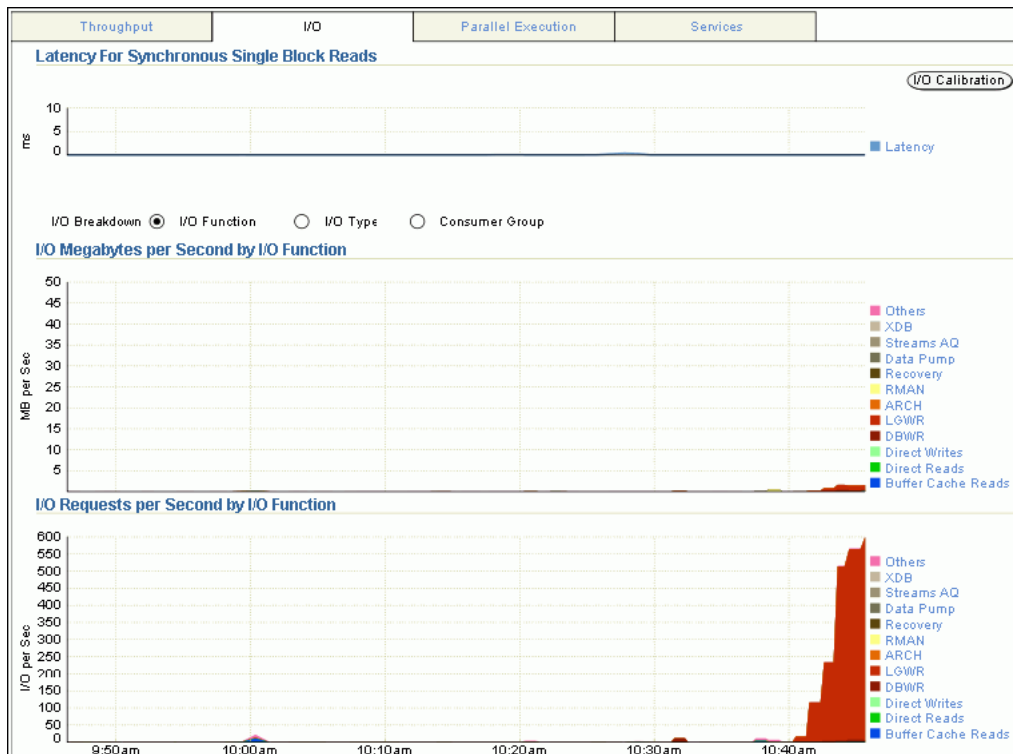 Throughput I/O Parallel Execution Services
Latency For Synchronous Single Block Reads
I/O Calibration
10
5
0
ms
Latency
I/O Breakdown I/O Function I/O Type Consumer Group
I/O Megabytes per Second by I/O Function
50
45
40
35
30
25
20
15
10
5
MB per Sec
Others
XDB
Streams AQ
Data Pump
Recovery
RMAN
ARCH
LGWR
DBWR
Direct Writes
Direct Reads
Buffer Cache Reads
I/O Requests per Second by I/O Function
600
550
500
450
400
350
300
250
200
150
100
50
0
I/O per Sec
Others
XDB
Streams AQ
Data Pump
Recovery
RMAN
ARCH
LGWR
DBWR
Direct Writes
Direct Reads
Buffer Cache Reads
9:50am 10:00am 10:10am 10:20am 10:30am 10:40am